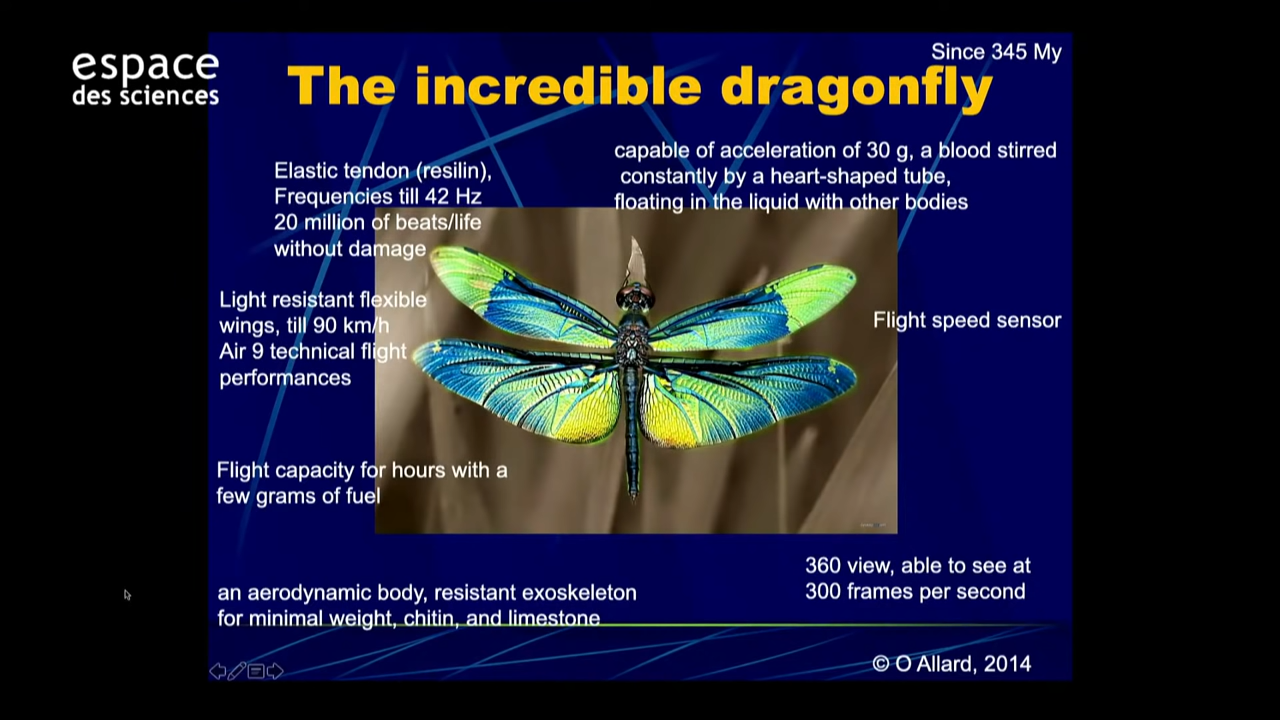 espace
des sciences
Since 345 My
The incredible dragonfly
capable of acceleration of 30 g, a blood stirred
constantly by a heart-shaped tube,
floating in the liquid with other bodies
Elastic tendon (resilin),
Frequencies till 42 Hz
20 million of beats/life
without damage
Light resistant flexible
wings, till 90 km/h
Air 9 technical flight
performances
Flight speed sensor
Flight capacity for hours with a
few grams of fuel
360 view, able to see at
300 frames per second
an aerodynamic body, resistant exoskeleton
for minimal weight, chitin, and limestone
© O Allard, 2014